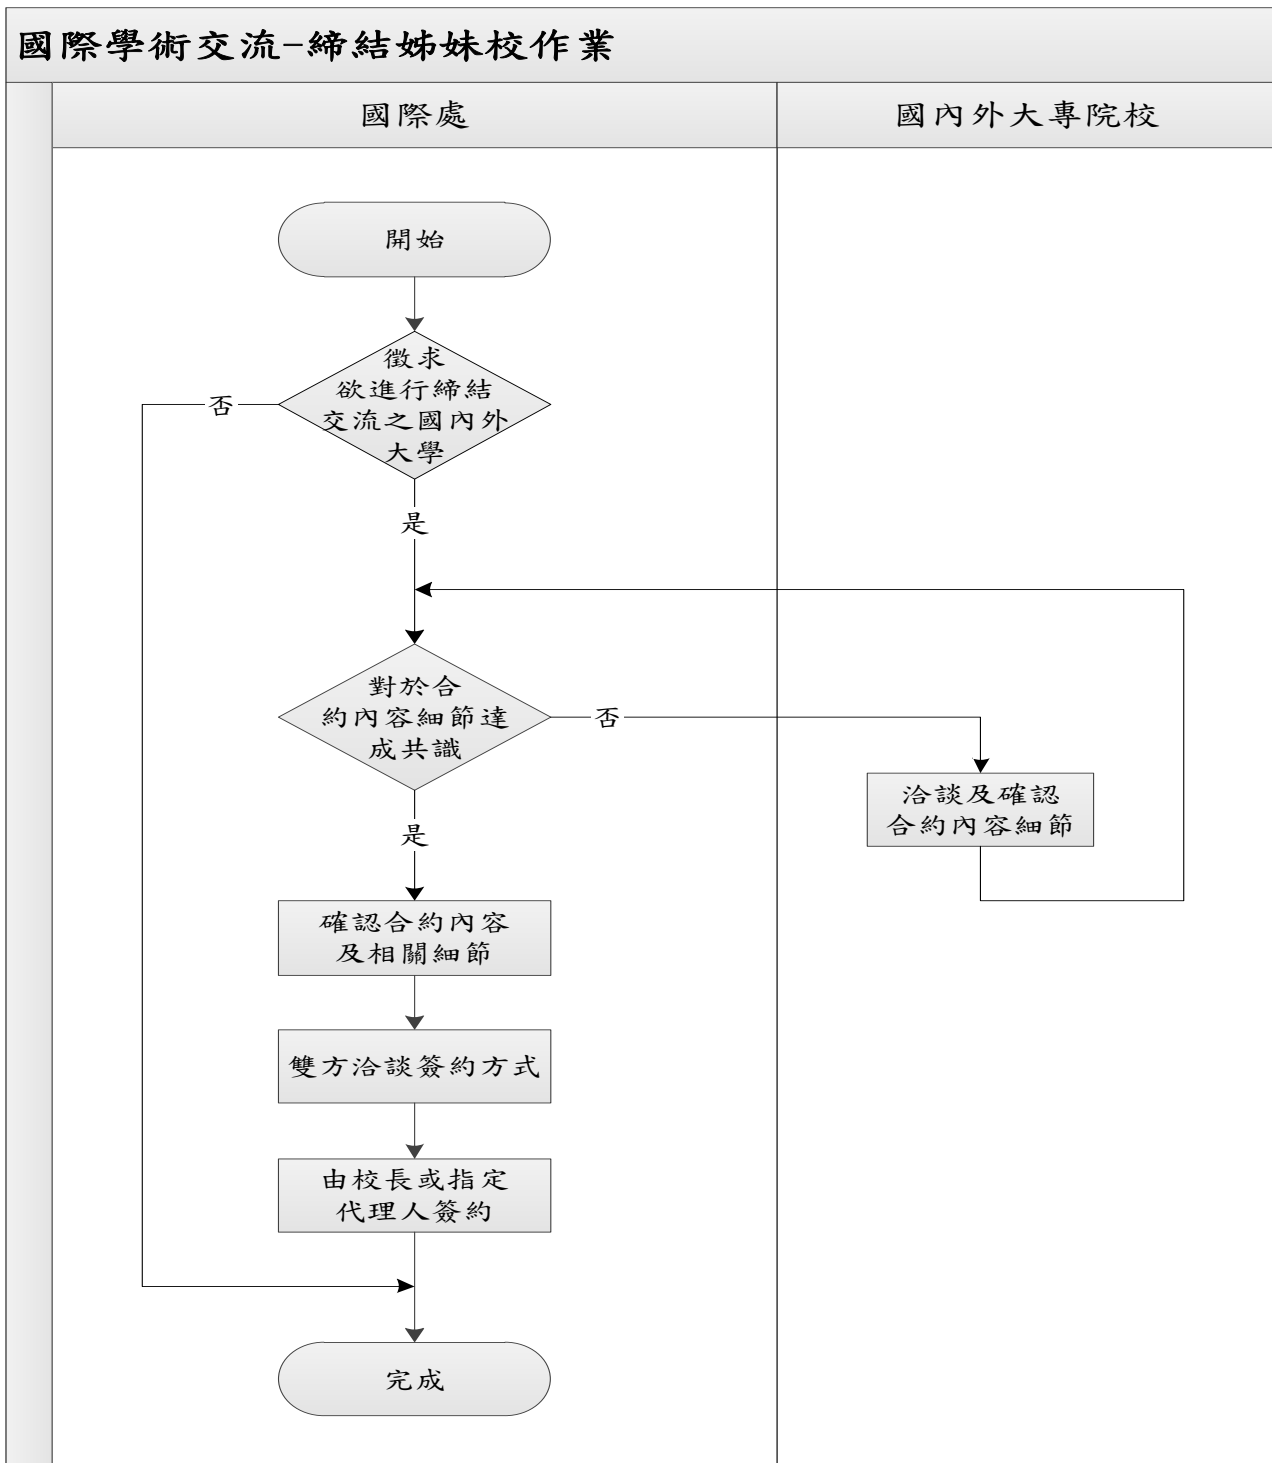 國際學術交流-締結姊妹校作業
國際處
國內外大專院校
開始
徵求
欲進行締結
交流之國內外
大學
否
是
對於合
約內容細節達
成共識
否
洽談及確認
合約內容細節
是
確認合約內容
及相關細節
雙方洽談簽約方式
由校長或指定
代理人簽約
完成